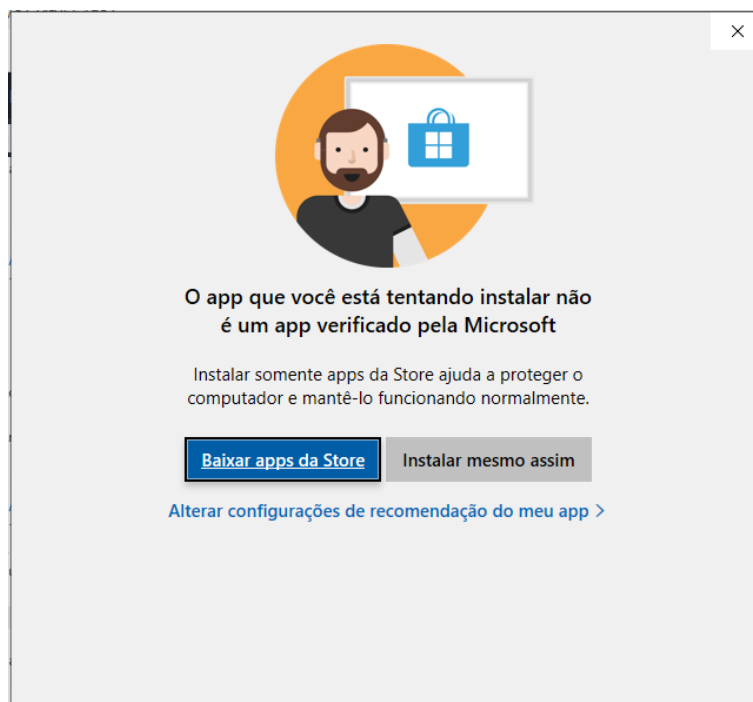 O app que você está tentando instalar não
é um app verificado pela Microsoft
Instalar somente apps da Store ajuda a proteger o
computador e mantê-lo funcionando normalmente.
Baixar apps da Store
Instalar mesmo assim
Alterar configurações de recomendação do meu app >